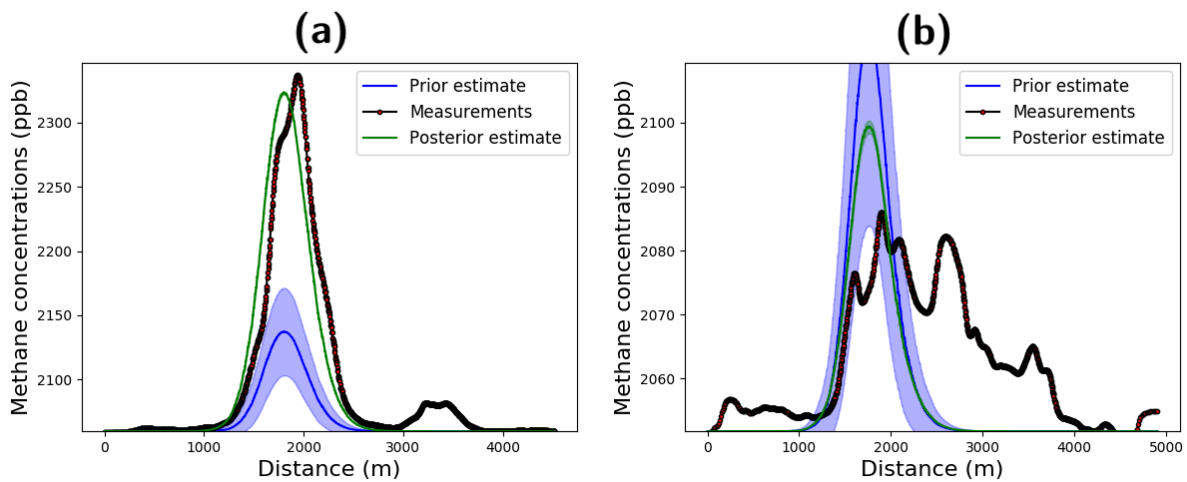 (a)
Prior estimate
Measurements
Posterior estimate
Methane concentrations (ppb)
2300
2250
2200
2150
2100
0 1000 2000 3000 4000
Distance (m)
(b)
Prior estimate
Measurements
Posterior estimate
Methane concentrations (ppb)
2100
2090
2080
2070
2060
0 1000 2000 3000 4000 5000
Distance (m)